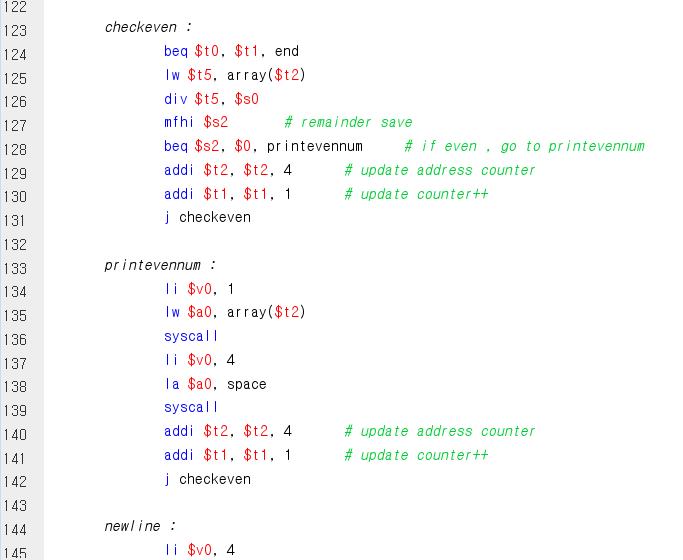 122
123 checkeven :
124 beq $t0, $t1, end
125 lw $t5, array($t2)
126 div $t5, $s0
127 mfhi $s2 # remainder save
128 beq $s2, $0, printevennum # if even , go to printevennum
129 addi $t2, $t2, 4 # update address counter
130 addi $t1, $t1, 1 # update counter++
131 j checkeven
132
133 printevennum :
134 li $v0, 1
135 lw $a0, array($t2)
136 syscall
137 li $v0, 4
138 la $a0, space
139 syscall
140 addi $t2, $t2, 4 # update address counter
141 addi $t1, $t1, 1 # update counter++
142 j checkeven
143
144 newline :
145 li $v0, 4